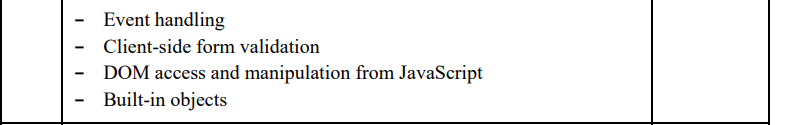 – Event handling
– Client-side form validation
– DOM access and manipulation from JavaScript
– Built-in objects